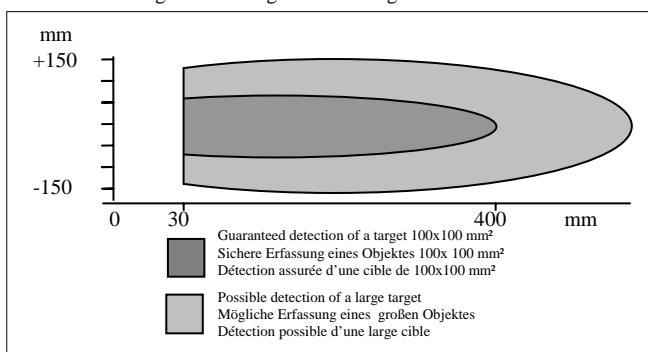 mm
+150
-150
0 30 400 mm
Guaranteed detection of a target 100x100 mm²
Sichere Erfassung eines Objektes 100x 100 mm²
Détection assurée d'une cible de 100x100 mm²
Possible detection of a large target
Mögliche Erfassung eines großen Objektes
Détection possible d'une large cible